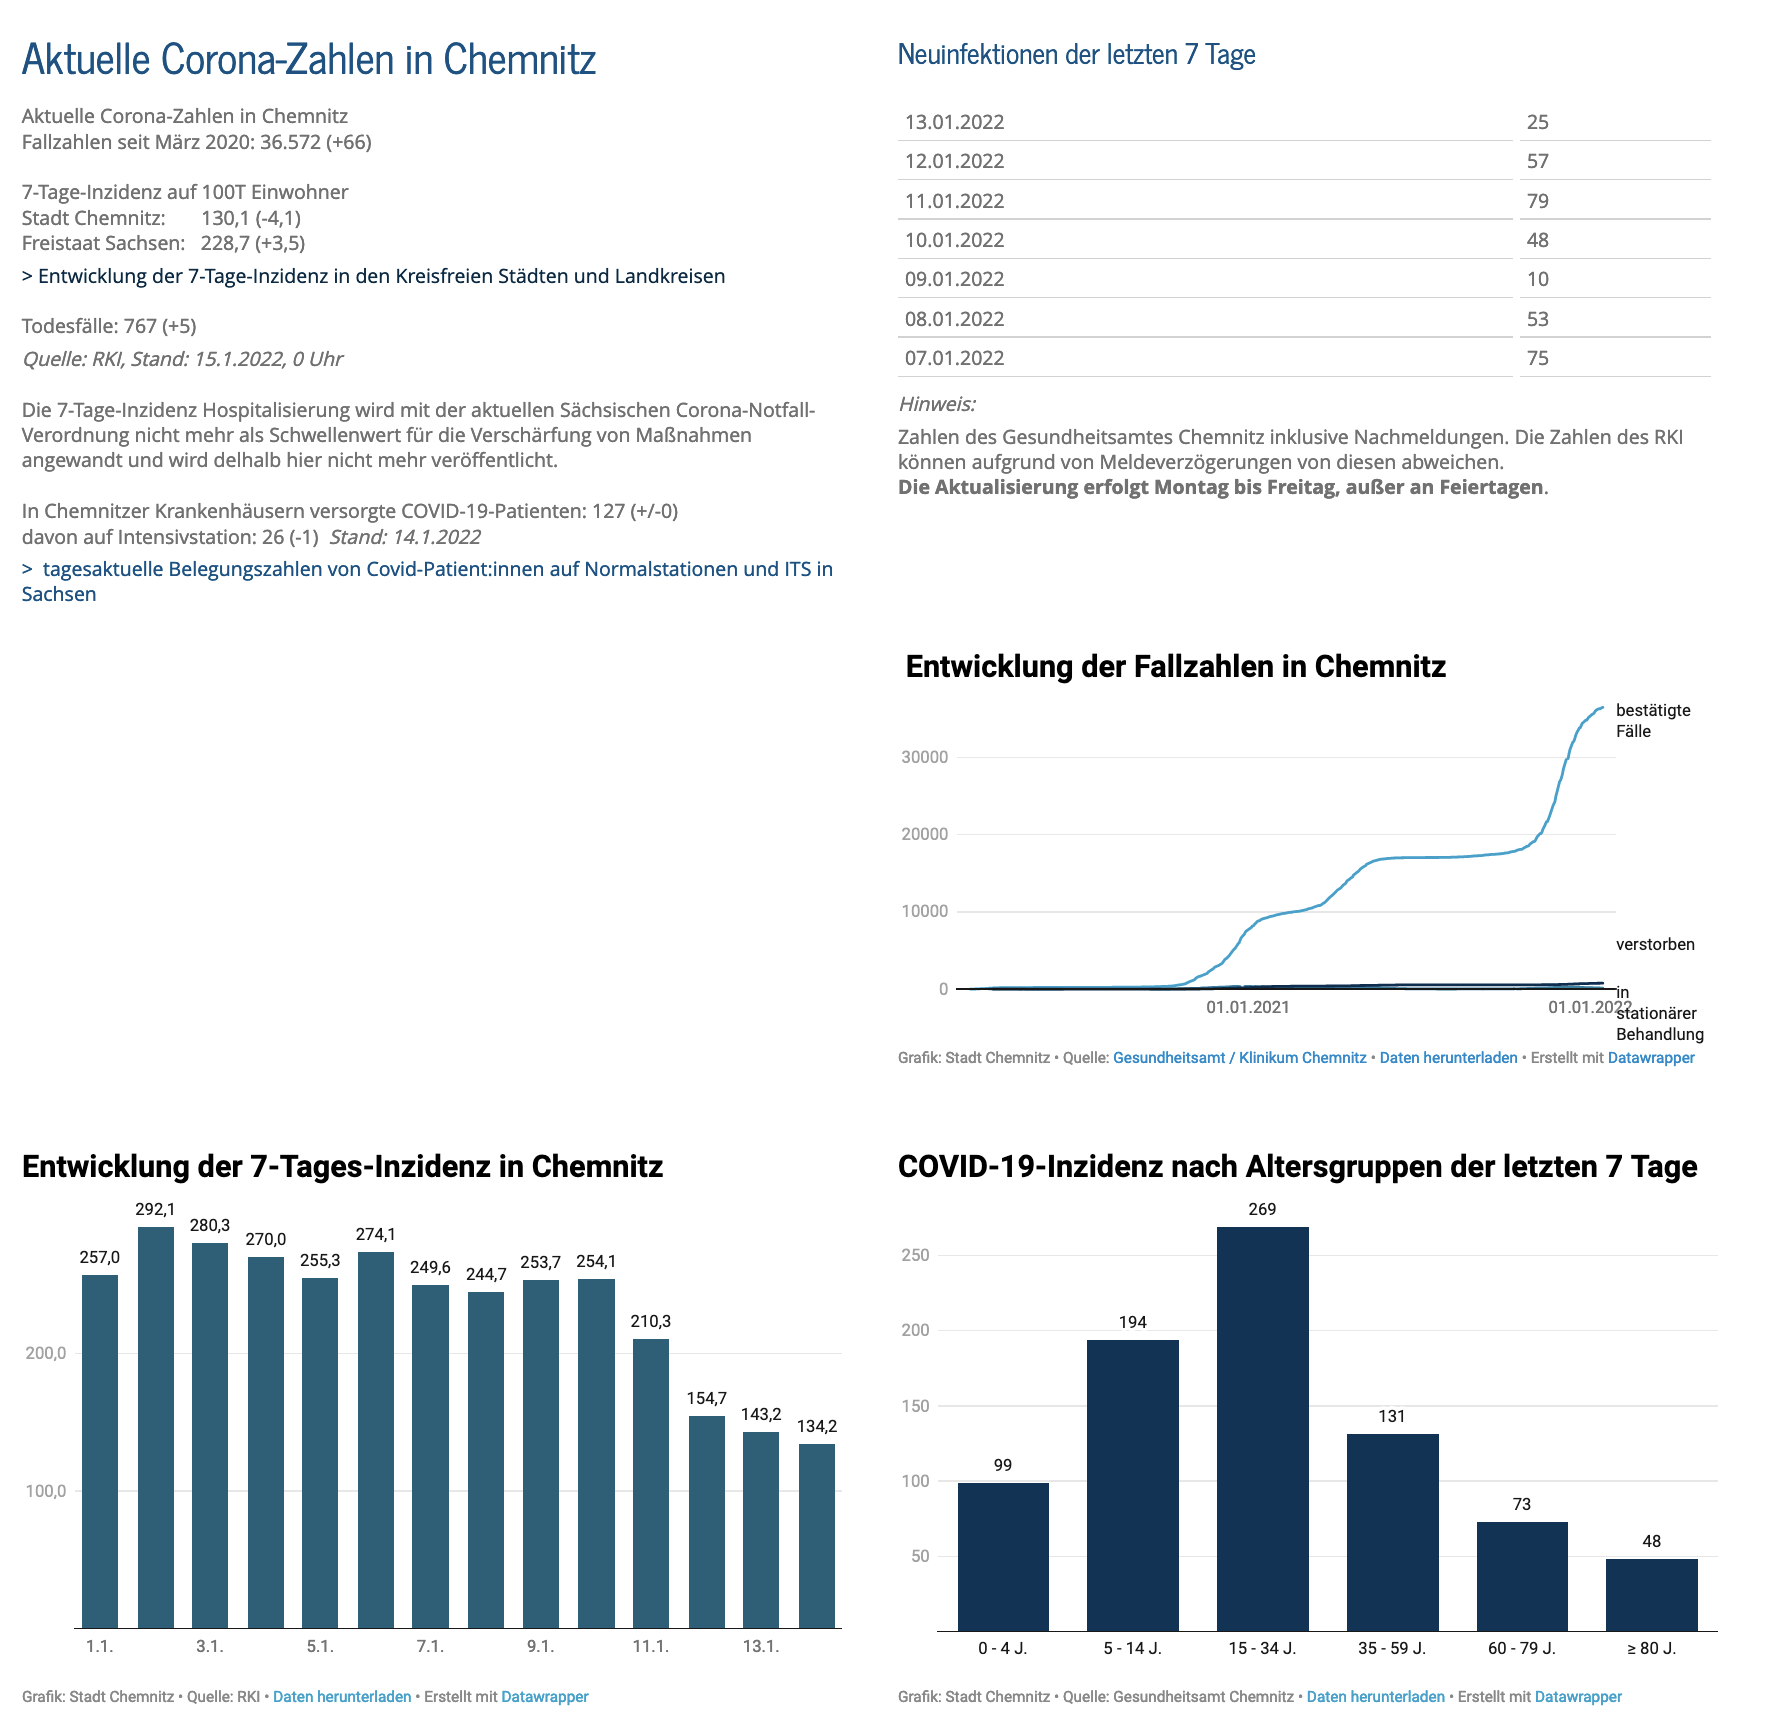 Aktuelle Corona-Zahlen in Chemnitz
Aktuelle Corona-Zahlen in Chemnitz
Fallzahlen seit März 2020: 36.572 (+66)
7-Tage-Inzidenz auf 100T Einwohner
Stadt Chemnitz: 130,1 (-4,1)
Freistaat Sachsen: 228,7 (+3,5)
> Entwicklung der 7-Tage-Inzidenz in den Kreisfreien Städten und Landkreisen
Todesfälle: 767 (+5)
Quelle: RKI, Stand: 15.1.2022, 0 Uhr
Die 7-Tage-Inzidenz Hospitalisierung wird mit der aktuellen Sächsischen Corona-Notfall-
Verordnung nicht mehr als Schwellenwert für die Verschärfung von Maßnahmen
angewandt und wird delhalb hier nicht mehr veröffentlicht.
In Chemnitzer Krankenhäusern versorgte COVID-19-Patienten: 127 (+/-0)
davon auf Intensivstation: 26 (-1) Stand: 14.1.2022
> tagesaktuelle Belegungszahlen von Covid-Patient:innen auf Normalstationen und ITS in
Sachsen
Neuinfektionen der letzten 7 Tage
13.01.2022 25
12.01.2022 57
11.01.2022 79
10.01.2022 48
09.01.2022 10
08.01.2022 53
07.01.2022 75
Hinweis:
Zahlen des Gesundheitsamtes Chemnitz inklusive Nachmeldungen. Die Zahlen des RKI
können aufgrund von Meldeverzögerungen von diesen abweichen.
Die Aktualisierung erfolgt Montag bis Freitag, außer an Feiertagen.
Entwicklung der Fallzahlen in Chemnitz
bestätigte
Fälle
30000
20000
10000
verstorben
0
in
01.01.2021 01.01.2022
stationärer
Behandlung
Grafik: Stadt Chemnitz • Quelle: Gesundheitsamt / Klinikum Chemnitz • Daten herunterladen • Erstellt mit Datawrapper
Entwicklung der 7-Tages-Inzidenz in Chemnitz
257,0 292,1 280,3 270,0 255,3 274,1 249,6 244,7 253,7 254,1 210,3 154,7 143,2 134,2
200,0
100,0
1.1. 3.1. 5.1. 7.1. 9.1. 11.1. 13.1.
Grafik: Stadt Chemnitz • Quelle: RKI • Daten herunterladen • Erstellt mit Datawrapper
COVID-19-Inzidenz nach Altersgruppen der letzten 7 Tage
99 194 269 131 73 48
250
200
150
100
50
0 - 4 J. 5 - 14 J. 15 - 34 J. 35 - 59 J. 60 - 79 J. ≥ 80 J.
Grafik: Stadt Chemnitz • Quelle: Gesundheitsamt Chemnitz • Daten herunterladen • Erstellt mit Datawrapper